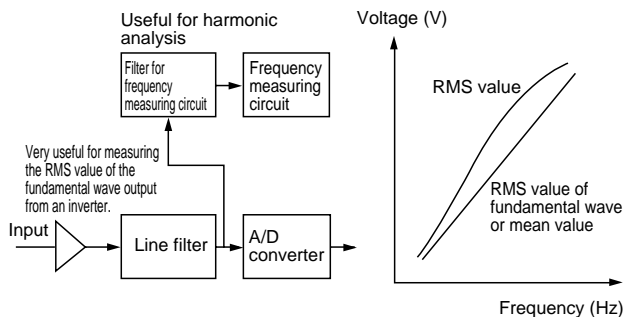 Useful for harmonic
analysis
Filter for
frequency
measuring circuit
Frequency
measuring
circuit
Very useful for measuring
the RMS value of the
fundamental wave output
from an inverter.
Input
Line filter
A/D
converter
Voltage (V)
RMS value
RMS value of
fundamental wave
or mean value
Frequency (Hz)